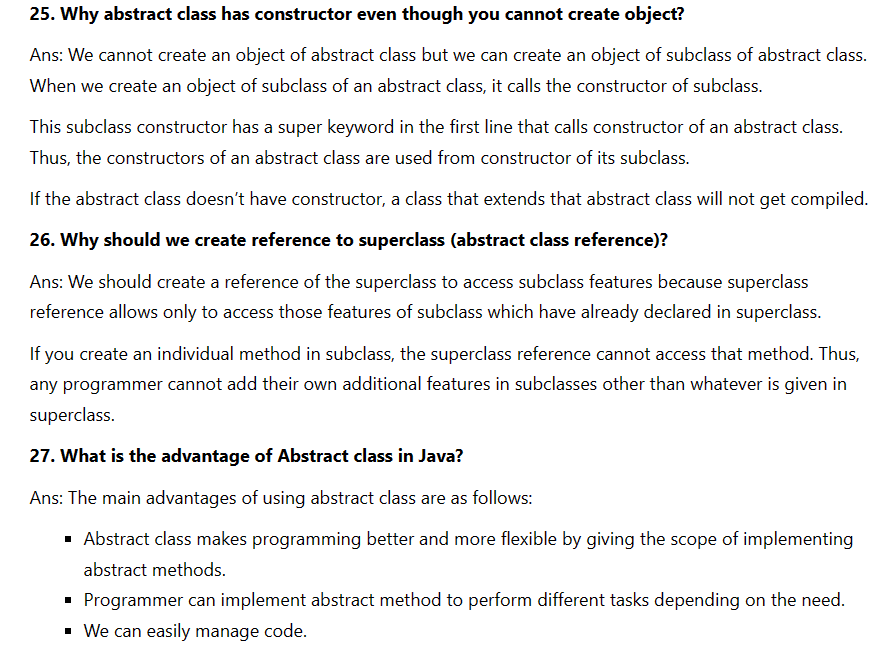 25. Why abstract class has constructor even though you cannot create object?
Ans: We cannot create an object of abstract class but we can create an object of subclass of abstract class.
When we create an object of subclass of an abstract class, it calls the constructor of subclass.
This subclass constructor has a super keyword in the first line that calls constructor of an abstract class.
Thus, the constructors of an abstract class are used from constructor of its subclass.
If the abstract class doesn’t have constructor, a class that extends that abstract class will not get compiled.
26. Why should we create reference to superclass (abstract class reference)?
Ans: We should create a reference of the superclass to access subclass features because superclass
reference allows only to access those features of subclass which have already declared in superclass.
If you create an individual method in subclass, the superclass reference cannot access that method. Thus,
any programmer cannot add their own additional features in subclasses other than whatever is given in
superclass.
27. What is the advantage of Abstract class in Java?
Ans: The main advantages of using abstract class are as follows:
▪ Abstract class makes programming better and more flexible by giving the scope of implementing
abstract methods.
▪ Programmer can implement abstract method to perform different tasks depending on the need.
▪ We can easily manage code.